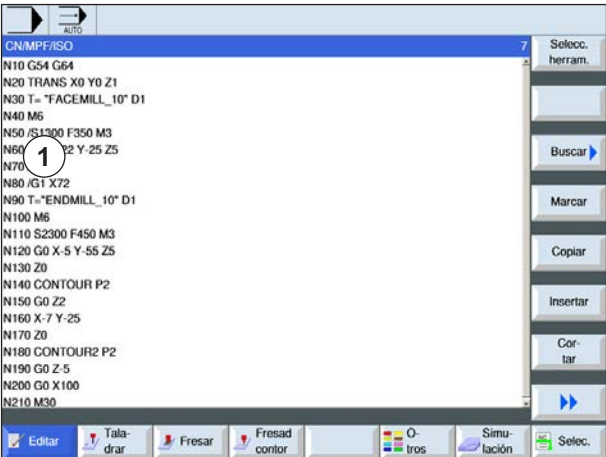 AUTO
CN/MPF/ISO 7
N10 G54 G64
N20 TRANS X0 Y0 Z1
N30 T= "FACEMILL_10" D1
N40 M6
N50 /S1300 F350 M3
N60 22 Y-25 Z5
N70
N80 /G1 X72
N90 T="ENDMILL_10" D1
N100 M6
N110 S2300 F450 M3
N120 G0 X-5 Y-55 Z5
N130 Z0
N140 CONTOUR P2
N150 G0 Z2
N160 X-7 Y-25
N170 Z0
N180 CONTOUR2 P2
N190 G0 Z-5
N200 G0 X100
N210 M30
1
Selecc.
herram.
Buscar
Marcar
Copiar
Insertar
Cor-
tar
Editar
Tala-
drar
Fresar
Fresad
contor
O-
tros
Simu-
lación
NC
Selec.